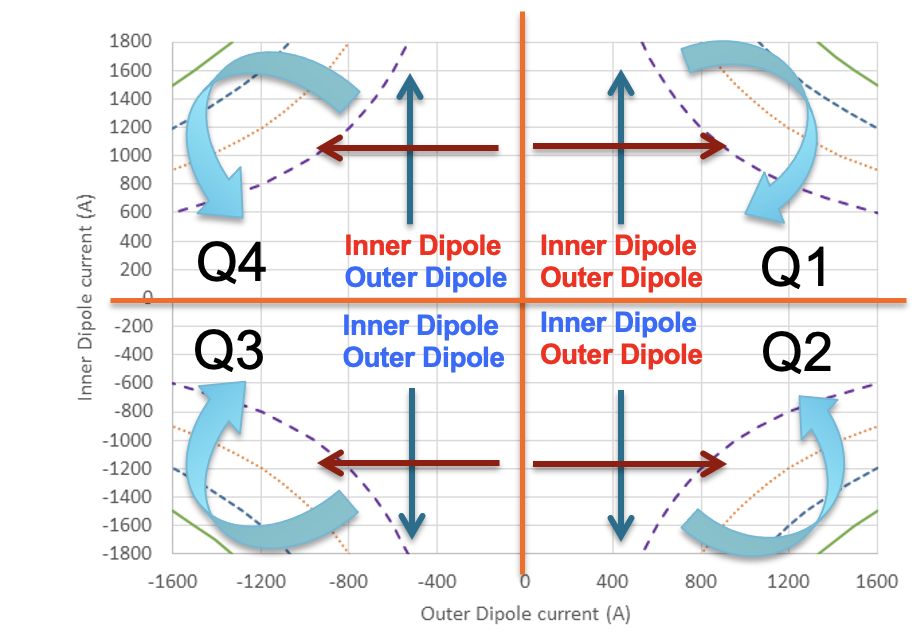 1800
1600
1400
1200
1000
800
600
400
200
0
-200
-400
-600
-800
-1000
-1200
-1400
-1600
-1800
Inner Dipole current (A)
Q4
Inner Dipole
Outer Dipole
Inner Dipole
Outer Dipole
Q1
Q3
Inner Dipole
Outer Dipole
Inner Dipole
Outer Dipole
Q2
-1600 -1200 -800 -400 0 400 800 1200 1600
Outer Dipole current (A)